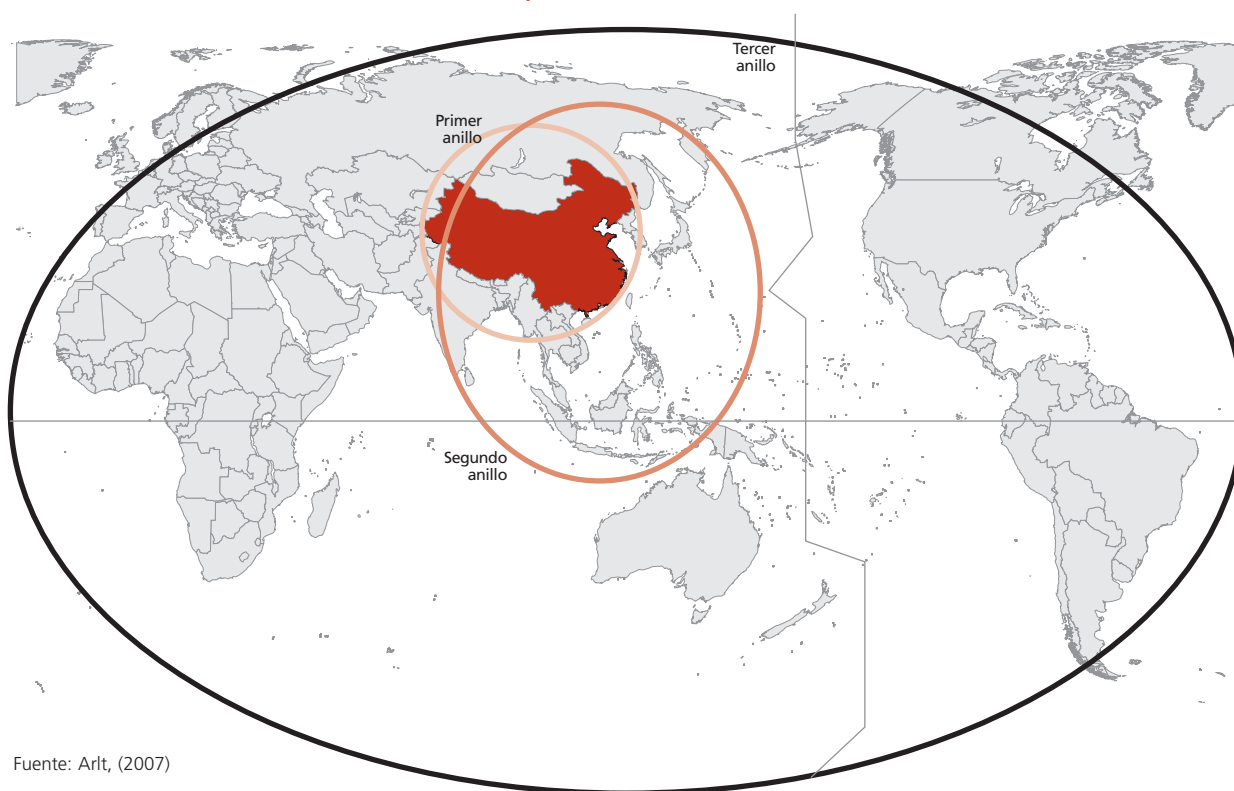 Tercer
anillo
Primer
anillo
Segundo
anillo
Fuente: Arlt, (2007)